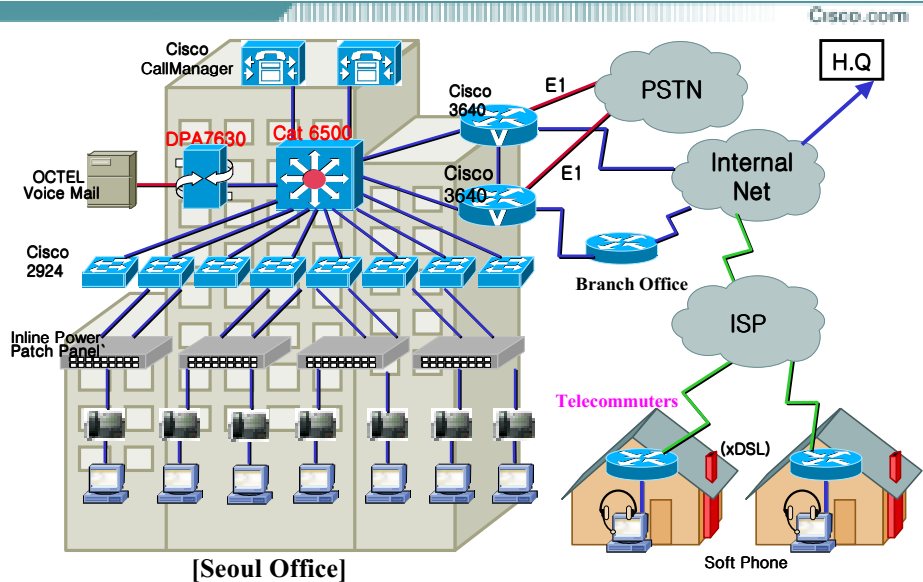 Cisco.com
Cisco
CallManager
Cisco
3640
E1
PSTN
H.Q
DPA7630
Cat 6500
OCTEL
Voice Mail
Cisco
3640
E1
Internal
Net
Cisco
2924
Branch Office
ISP
Inline Power
Patch Panel`
Telecommuters
(xDSL)
Soft Phone
[Seoul Office]
V
V